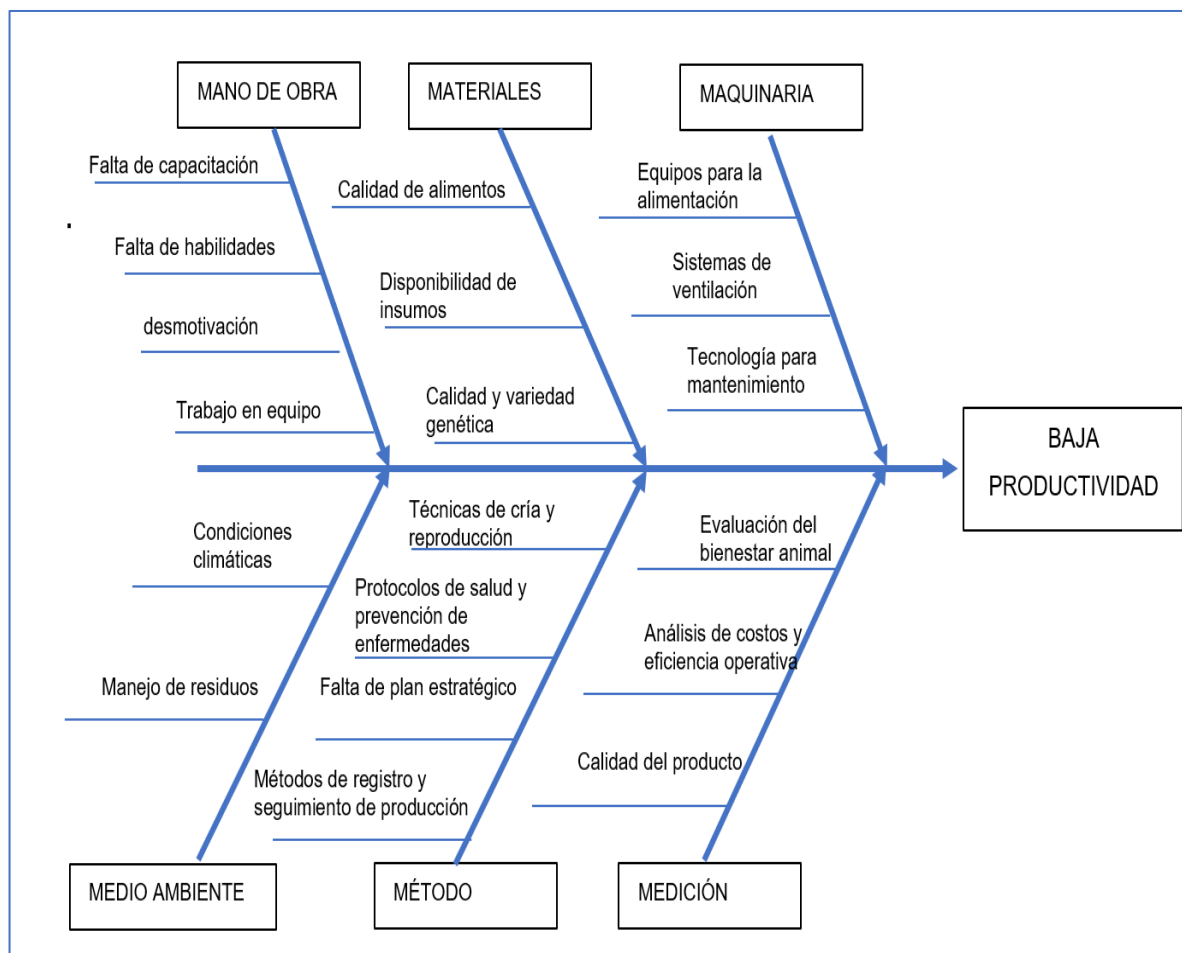 MANO DE OBRA
MATERIALES
MAQUINARIA
Falta de capacitación
Falta de habilidades
desmotivación
Trabajo en equipo
Calidad de alimentos
Disponibilidad de
insumos
Calidad y variedad
genética
Equipos para la
alimentación
Sistemas de
ventilación
Tecnología para
mantenimiento
BAJA
PRODUCTIVIDAD
Condiciones
climáticas
Manejo de residuos
Técnicas de cría y
reproducción
Protocolos de salud y
prevención de
enfermedades
Falta de plan estratégico
Métodos de registro y
seguimiento de producción
Evaluación del
bienestar animal
Análisis de costos y
eficiencia operativa
Calidad del producto
MEDIO AMBIENTE
MÉTODO
MEDICIÓN